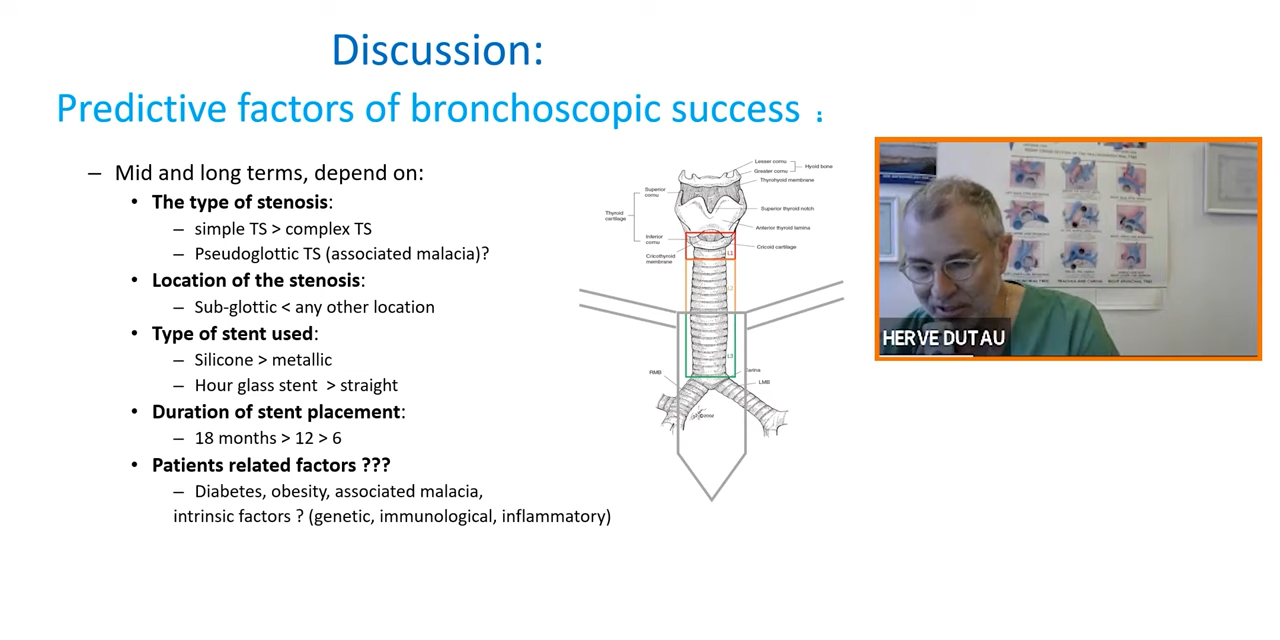 Discussion:
Predictive factors of bronchoscopic success :
– Mid and long terms, depend on:
• The type of stenosis:
– simple TS > complex TS
– Pseudoglottic TS (associated malacia)?
• Location of the stenosis:
– Sub-glottic < any other location
• Type of stent used:
– Silicone > metallic
– Hour glass stent > straight
• Duration of stent placement:
– 18 months > 12 > 6
• Patients related factors ???
– Diabetes, obesity, associated malacia,
intrinsic factors ? (genetic, immunological, inflammatory)
Lesser cornu
Greater cornu
Hyoid bone
Thyrohyoid membrane
Superior cornu
Thyroid cartilage
Superior thyroid notch
Anterior thyroid lamina
Inferior cornu
Cricoid cartilage
Cricothyroid membrane
L1
L2
L3
RMB
LMB
HERVE DUTAU